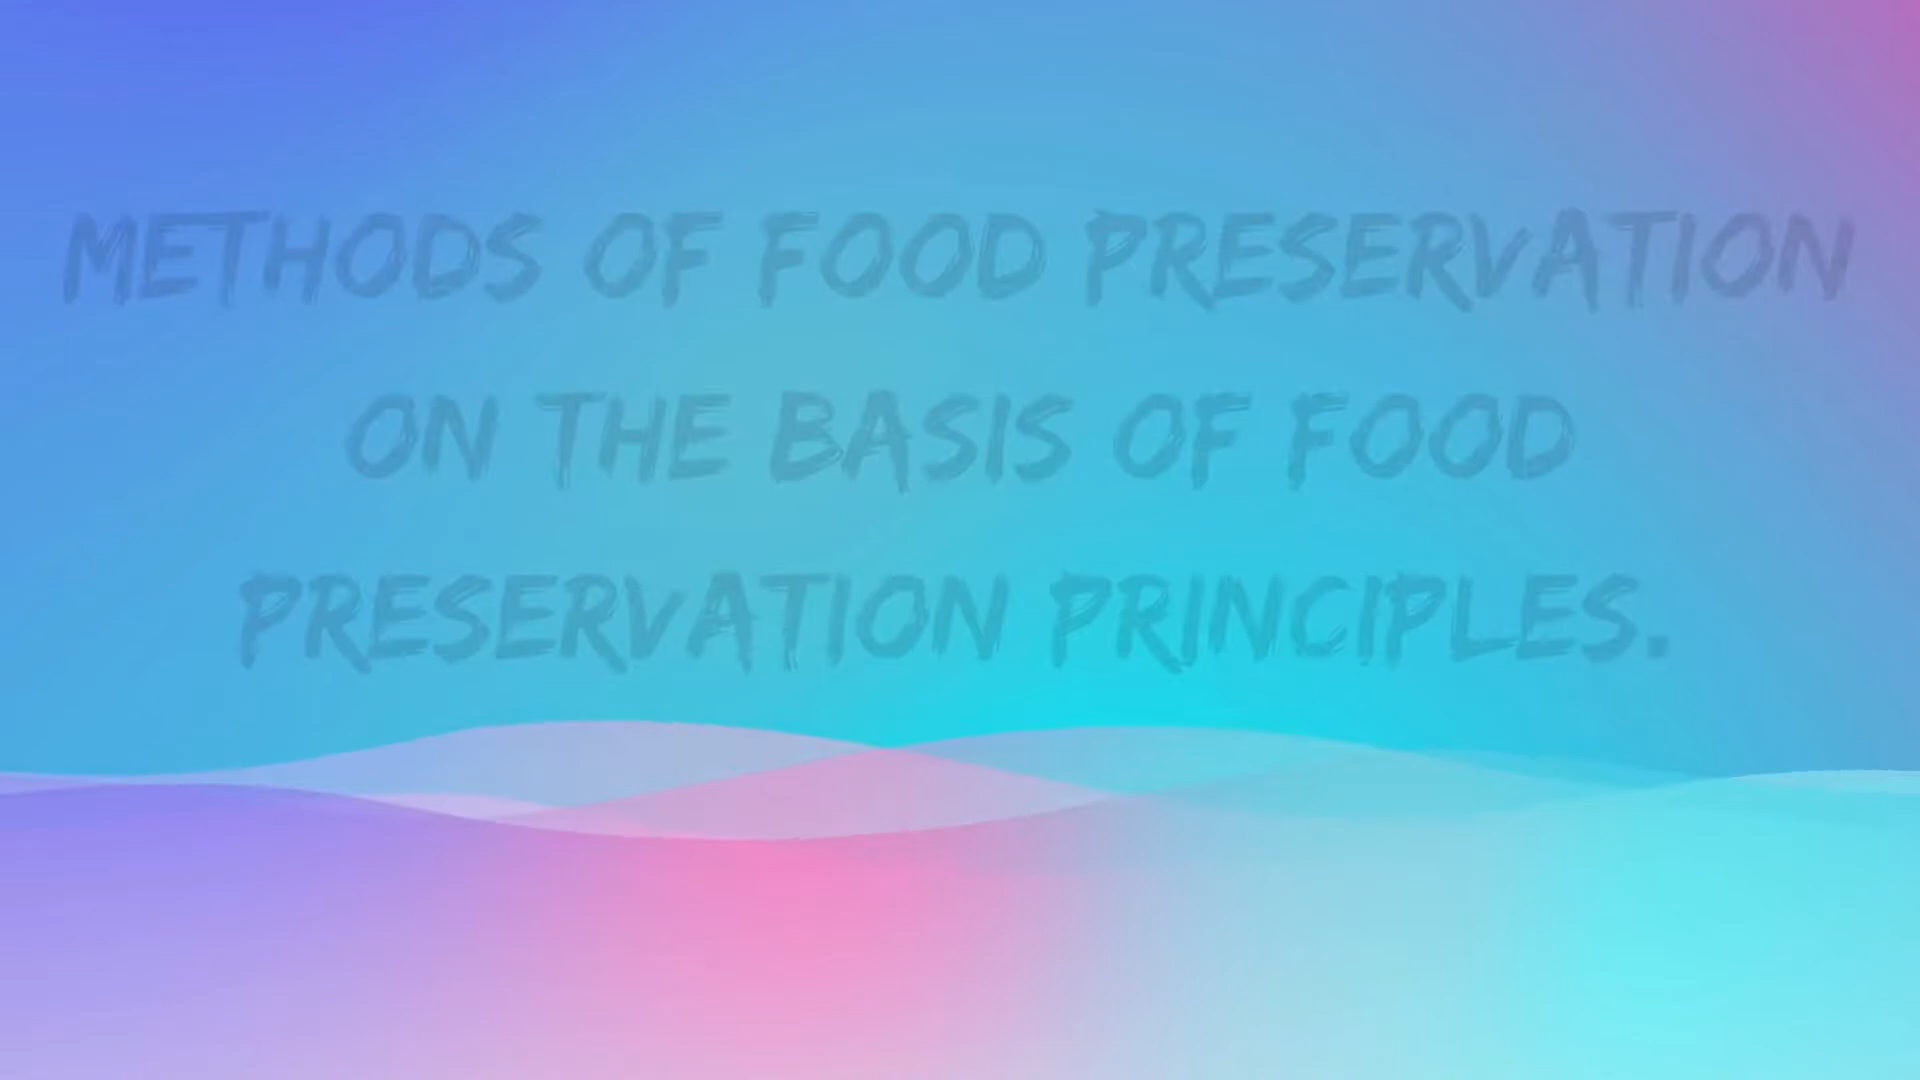 METHODS OF FOOD PRESERVATION
ON THE BASIS OF FOOD
PRESERVATION PRINCIPLES.